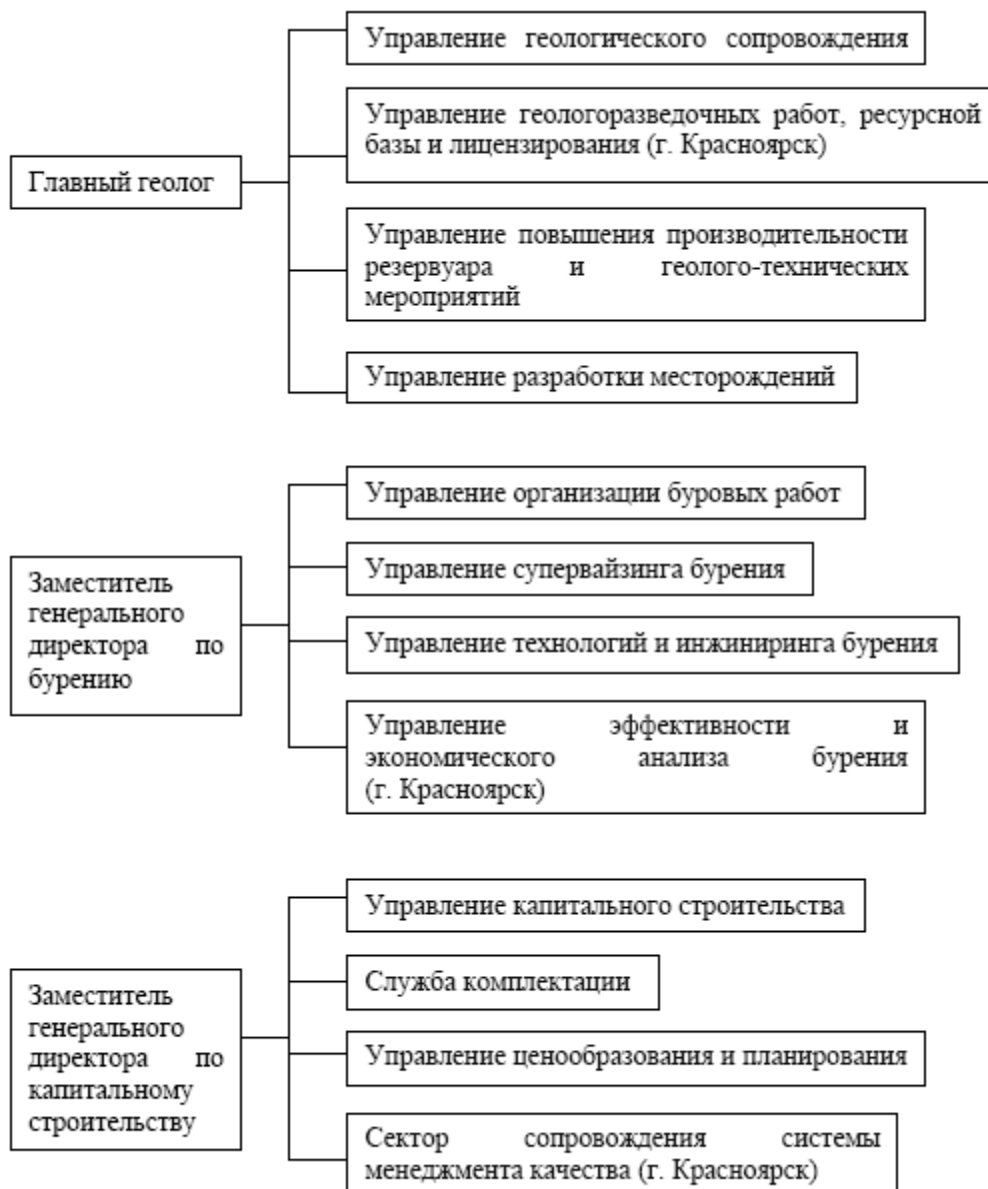 Главный геолог
Управление геологического сопровождения
Управление геологоразведочных работ, ресурсной
базы и лицензирования (г. Красноярск)
Управление повышения производительности
резервуара и геолого-технических
мероприятий
Управление разработки месторождений
Заместитель
генерального
директора по
бурению
Управление организации буровых работ
Управление супервайзинга бурения
Управление технологий и инжиниринга бурения
Управление эффективности и
экономического анализа бурения
(г. Красноярск)
Заместитель
генерального
директора по
капитальному
строительству
Управление капитального строительства
Служба комплектации
Управление ценообразования и планирования
Сектор сопровождения системы
менеджмента качества (г. Красноярск)